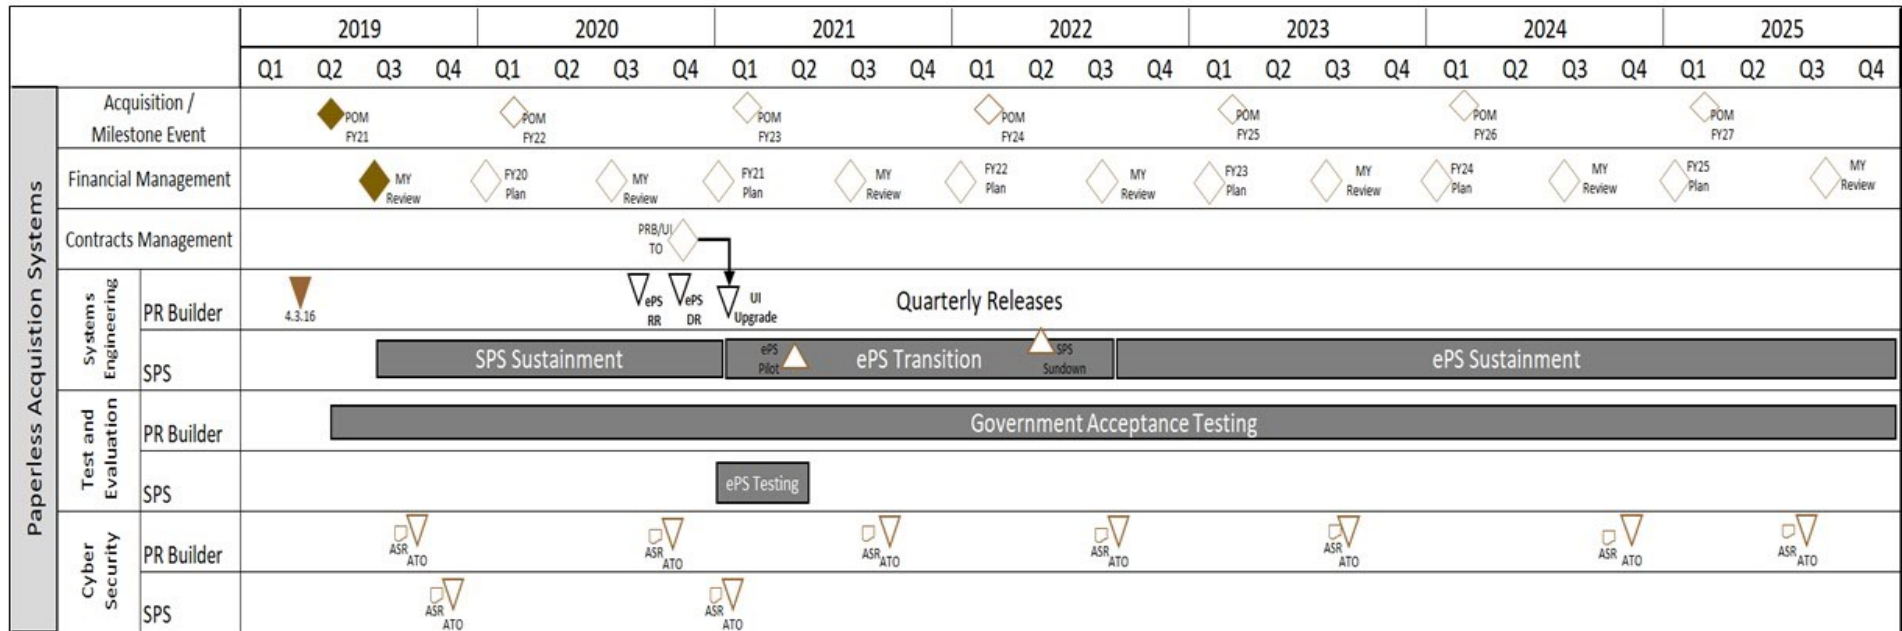 2019 2020 2021 2022 2023 2024 2025
Q1 Q2 Q3 Q4 Q1 Q2 Q3 Q4 Q1 Q2 Q3 Q4 Q1 Q2 Q3 Q4 Q1 Q2 Q3 Q4 Q1 Q2 Q3 Q4 Q1 Q2 Q3 Q4
Paperless Acquistion Systems
Acquisition /
Milestone Event
POM
FY21
POM
FY22
POM
FY23
POM
FY24
POM
FY25
POM
FY26
POM
FY27
Financial Management
MY
Review
FY20
Plan
MY
Review
FY21
Plan
MY
Review
FY22
Plan
MY
Review
FY23
Plan
MY
Review
FY24
Plan
MY
Review
FY25
Plan
MY
Review
Contracts Management
PRB/UI
TO
Systems
Engineering
PR Builder
4.3.16
ePS
RR
ePS
DR
UI
Upgrade
Quarterly Releases
SPS
SPS Sustainment
ePS
Pilot
ePS Transition
SPS
Sundown
ePS Sustainment
Test and
Evaluation
PR Builder
Government Acceptance Testing
SPS
ePS Testing
Cyber
Security
PR Builder
ASR
ATO
ASR
ATO
ASR
ATO
ASR
ATO
ASR
ATO
ASR
ATO
ASR
ATO
SPS
ASR
ATO
ASR
ATO